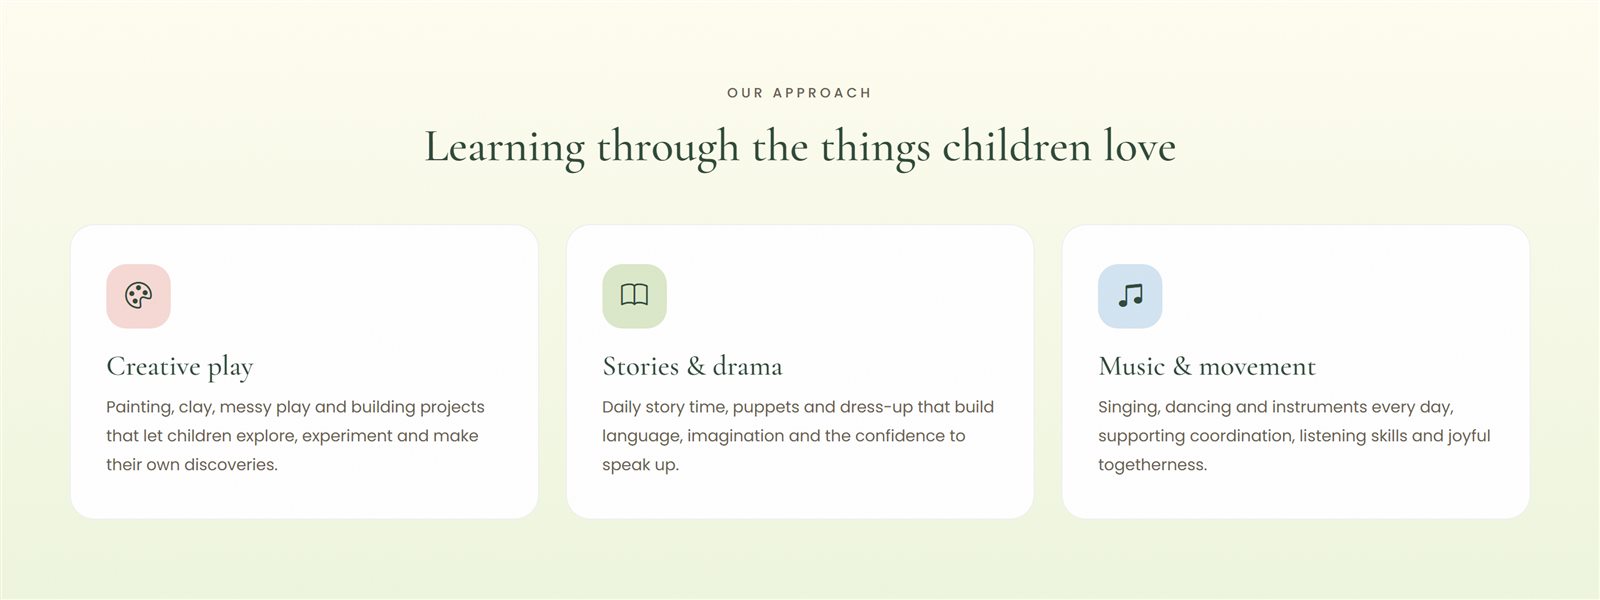 OUR APPROACH
Learning through the things children love
Creative play
Painting, clay, messy play and building projects
that let children explore, experiment and make
their own discoveries.
Stories & drama
Daily story time, puppets and dress-up that build
language, imagination and the confidence to
speak up.
Music & movement
Singing, dancing and instruments every day,
supporting coordination, listening skills and joyful
togetherness.